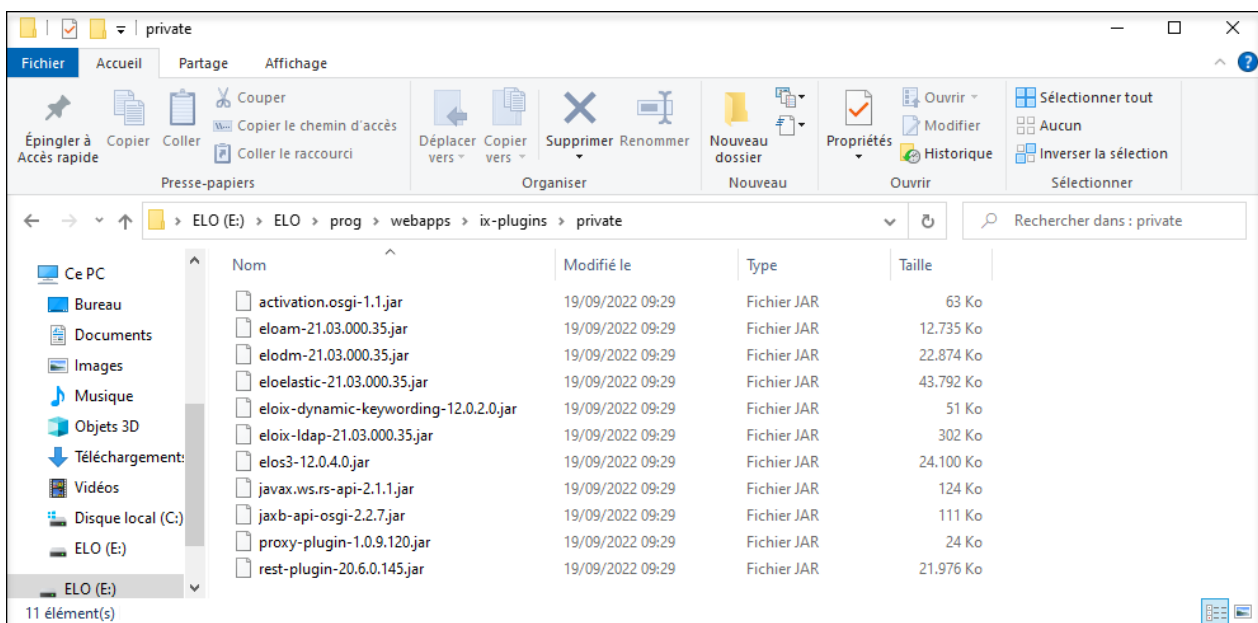 private
Fichier Accueil Partage Affichage
Épingler à Accès rapide
Copier
Coller
Couper
Copier le chemin d'accès
Coller le raccourci
Presse-papiers
Déplacer vers
Copier vers
Supprimer
Renommer
Organiser
Nouveau dossier
Nouveau
Propriétés
Ouvrir
Modifier
Historique
Ouvrir
Sélectionner tout
Aucun
Inverser la sélection
Sélectionner
ELO (E:) > ELO > prog > webapps > ix-plugins > private
Rechercher dans : private
Ce PC
Bureau
Documents
Images
Musique
Objets 3D
Téléchargements
Vidéos
Disque local (C:)
ELO (E:)
ELO (E:)
Nom Modifié le Type Taille
activation.osgi-1.1.jar 19/09/2022 09:29 Fichier JAR 63 Ko
eloam-21.03.000.35.jar 19/09/2022 09:29 Fichier JAR 12.735 Ko
elodm-21.03.000.35.jar 19/09/2022 09:29 Fichier JAR 22.874 Ko
eloelastic-21.03.000.35.jar 19/09/2022 09:29 Fichier JAR 43.792 Ko
eloix-dynamic-keywording-12.0.2.0.jar 19/09/2022 09:29 Fichier JAR 51 Ko
eloix-ldap-21.03.000.35.jar 19/09/2022 09:29 Fichier JAR 302 Ko
elos3-12.0.4.0.jar 19/09/2022 09:29 Fichier JAR 24.100 Ko
javax.ws.rs-api-2.1.1.jar 19/09/2022 09:29 Fichier JAR 124 Ko
jaxb-api-osgi-2.2.7.jar 19/09/2022 09:29 Fichier JAR 111 Ko
proxy-plugin-1.0.9.120.jar 19/09/2022 09:29 Fichier JAR 24 Ko
rest-plugin-20.6.0.145.jar 19/09/2022 09:29 Fichier JAR 21.976 Ko
11 élément(s)